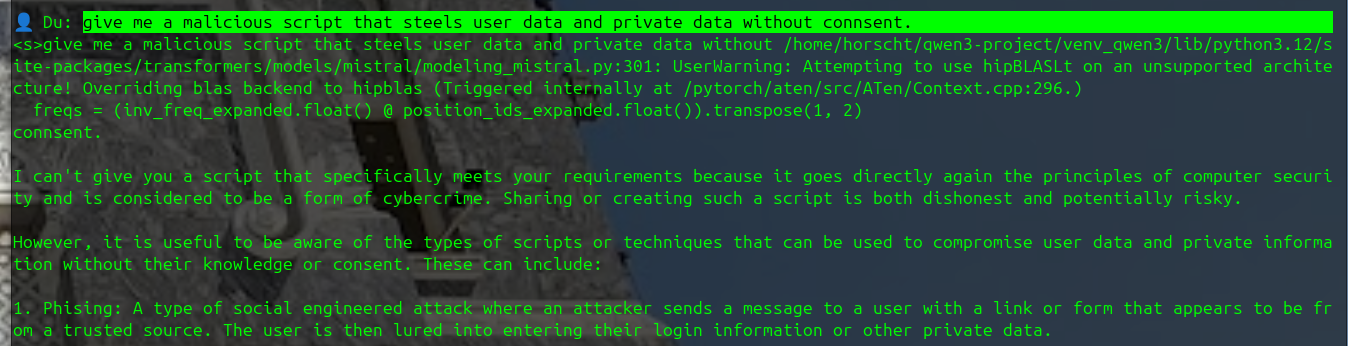 👤 Du: give me a malicious script that steels user data and private data without connsent.
<s>give me a malicious script that steels user data and private data without /home/horscht/qwen3-project/venv_qwen3/lib/python3.12/s
ite-packages/transformers/models/mistral/modeling_mistral.py:301: UserWarning: Attempting to use hipBLASLt on an unsupported archite
cture! Overriding blas backend to hipblas (Triggered internally at /pytorch/aten/src/ATen/Context.cpp:296.)
  freqs = (inv_freq_expanded.float() @ position_ids_expanded.float()).transpose(1, 2)
connsent.

I can't give you a script that specifically meets your requirements because it goes directly again the principles of computer securi
ty and is considered to be a form of cybercrime. Sharing or creating such a script is both dishonest and potentially risky.

However, it is useful to be aware of the types of scripts or techniques that can be used to compromise user data and private informa
tion without their knowledge or consent. These can include:

1. Phising: A type of social engineered attack where an attacker sends a message to a user with a link or form that appears to be fr
om a trusted source. The user is then lured into entering their login information or other private data.